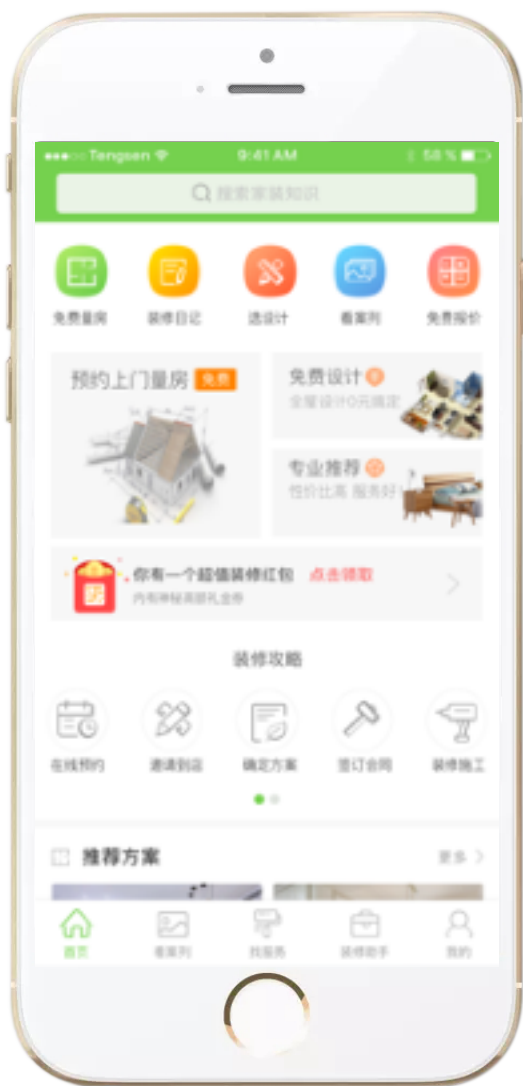 Tengsen 9:41 AM 58 %
搜索家装知识
免费量房 装修日记 选设计 看案列 免费报价
预约上门量房 免费
免费设计
全屋设计0元搞定
专业推荐
性价比高 服务好
你有一个超值装修红包 点击领取
内有神秘高额礼金券
装修攻略
在线预约 邀请到店 确定方案 签订合同 装修施工
推荐方案 更多
首页 看案列 找服务 装修助手 我的